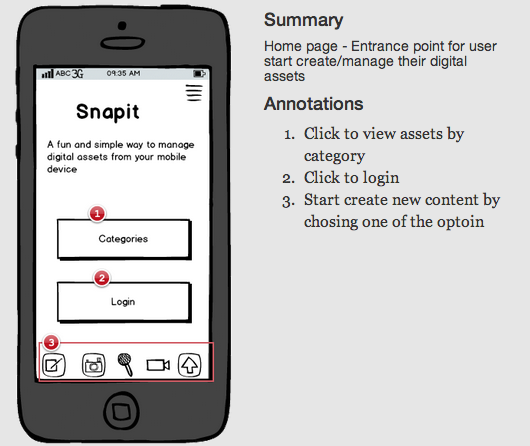 ABC 3G 09:35 AM
Snapit
A fun and simple way to manage
digital assets from your mobile
device
1
Categories
2
Login
3
Summary
Home page - Entrance point for user
start create/manage their digital
assets
Annotations
1. Click to view assets by
category
2. Click to login
3. Start create new content by
chosing one of the optoin